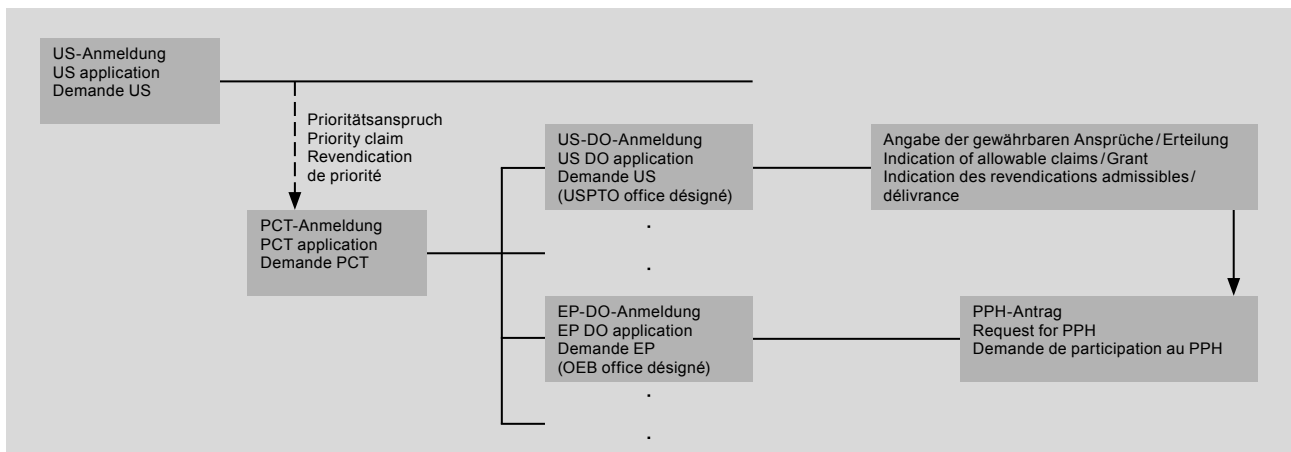 US-Anmeldung
US application
Demande US
Prioritätsanspruch
Priority claim
Revendication
de priorité
PCT-Anmeldung
PCT application
Demande PCT
US-DO-Anmeldung
US DO application
Demande US
(USPTO office désigné)
.
.
EP-DO-Anmeldung
EP DO application
Demande EP
(OEB office désigné)
.
.
Angabe der gewährbaren Ansprüche/Erteilung
Indication of allowable claims/Grant
Indication des revendications admissibles/
délivrance
PPH-Antrag
Request for PPH
Demande de participation au PPH